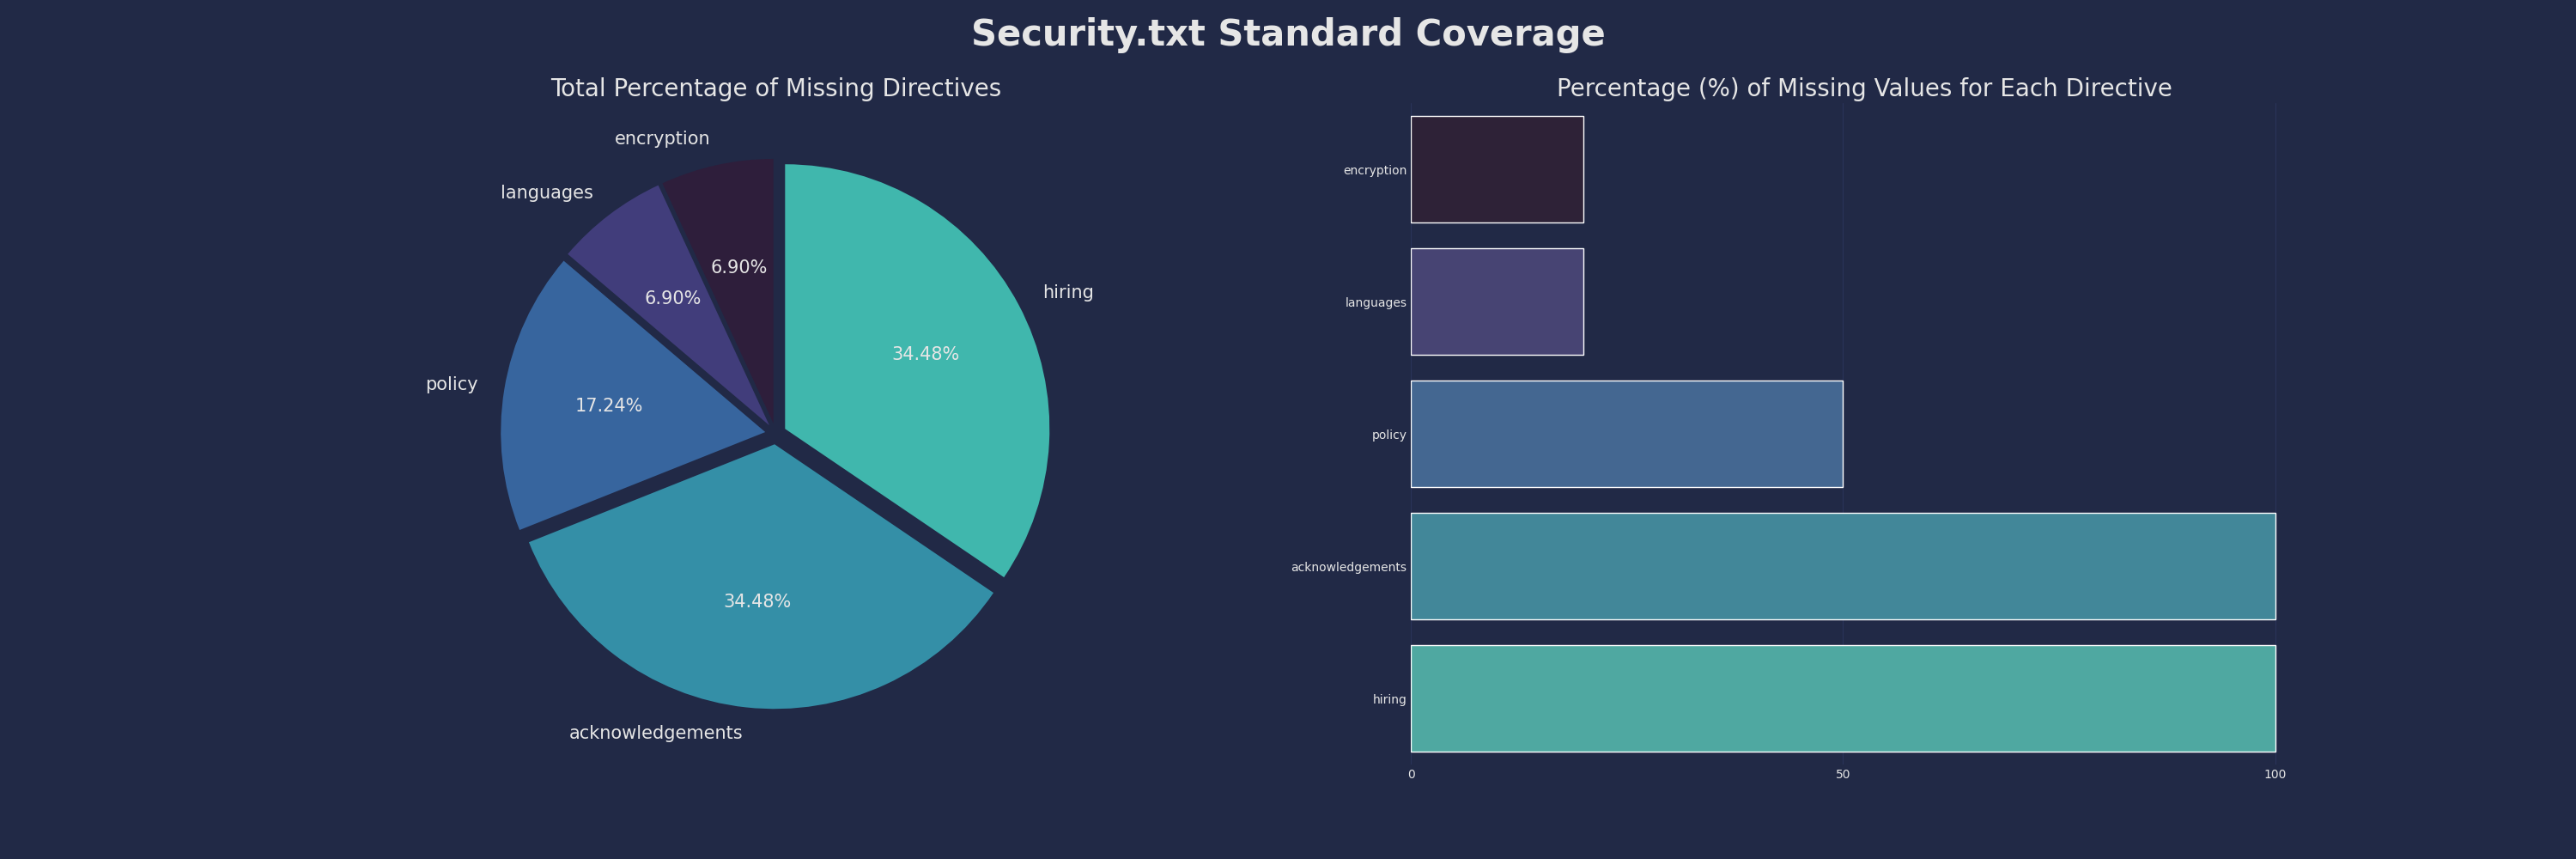 Security.txt Standard Coverage
Total Percentage of Missing Directives
encryption
languages
policy
acknowledgements
hiring
6.90%
6.90%
17.24%
34.48%
34.48%
Percentage (%) of Missing Values for Each Directive
encryption
languages
policy
acknowledgements
hiring
0 50 100